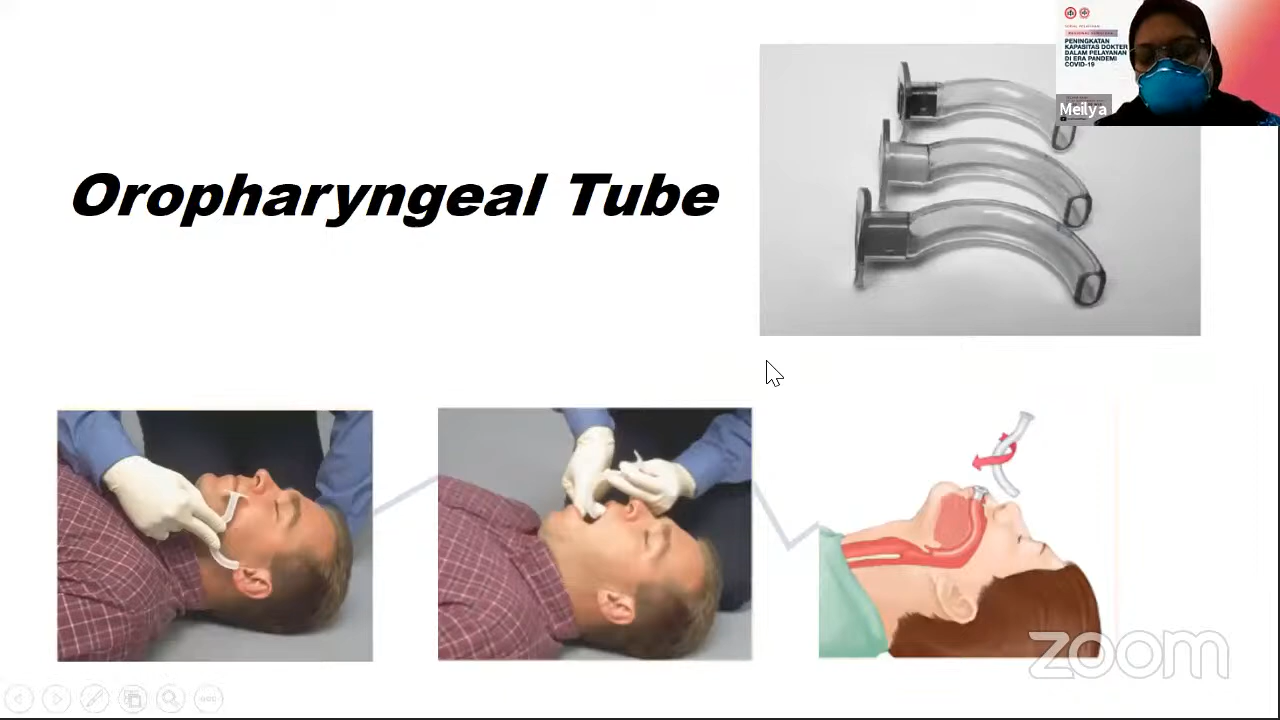 PENINGKATAN
KAPASITAS DOKTER
DALAM PELAYANAN
DI ERA PANDEMI
COVID-19
Meilya
Oropharyngeal Tube
zoom